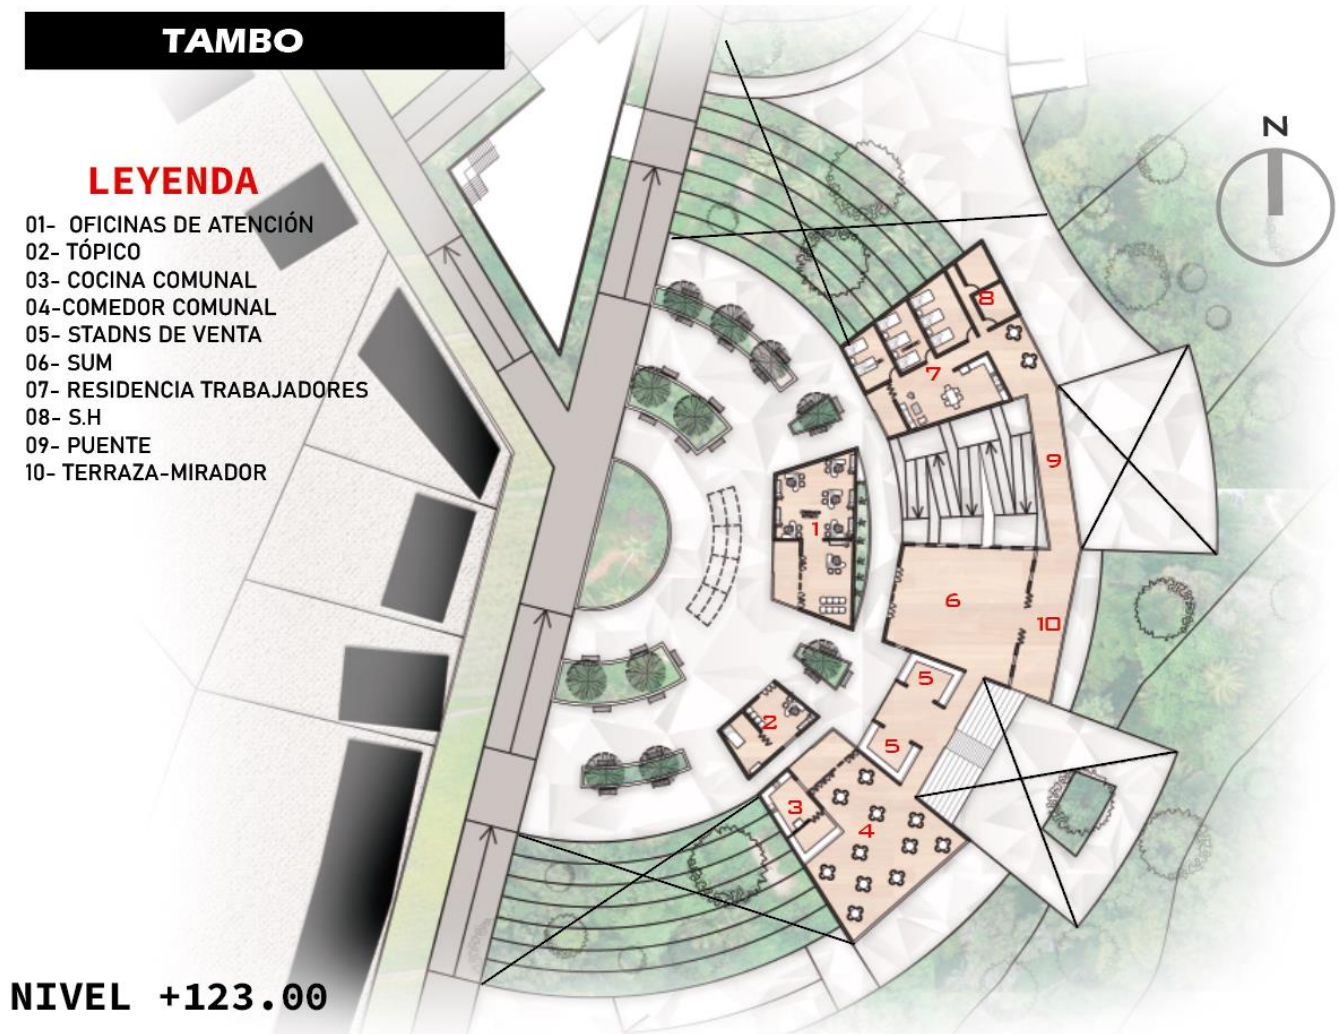 TAMBO
N
LEYENDA
01- OFICINAS DE ATENCIÓN
02- TÓPICO
03- COCINA COMUNAL
04-COMEDOR COMUNAL
05- STADNS DE VENTA
06- SUM
07- RESIDENCIA TRABAJADORES
08- S.H
09- PUENTE
10- TERRAZA-MIRADOR
8
7
9
1
6
10
5
2
5
3
4
NIVEL +123.00